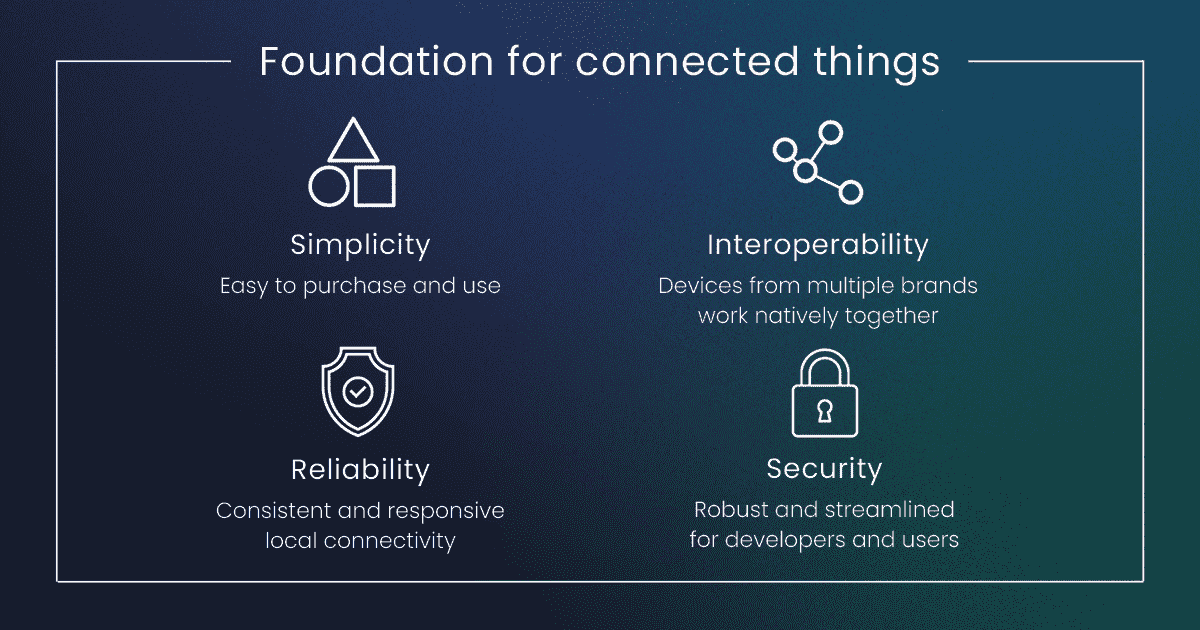 Foundation for connected things
Simplicity
Easy to purchase and use
Interoperability
Devices from multiple brands
work natively together
Reliability
Consistent and responsive
local connectivity
Security
Robust and streamlined
for developers and users